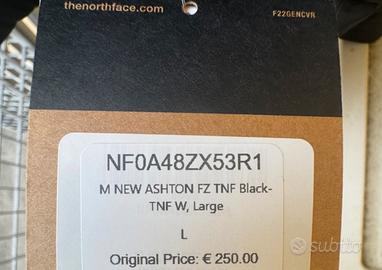 thenorthface.com
F22GENCVR
NF0A48ZX53R1
M NEW ASHTON FZ TNF Black-
TNF W, Large
L
Original Price: € 250.00
subito